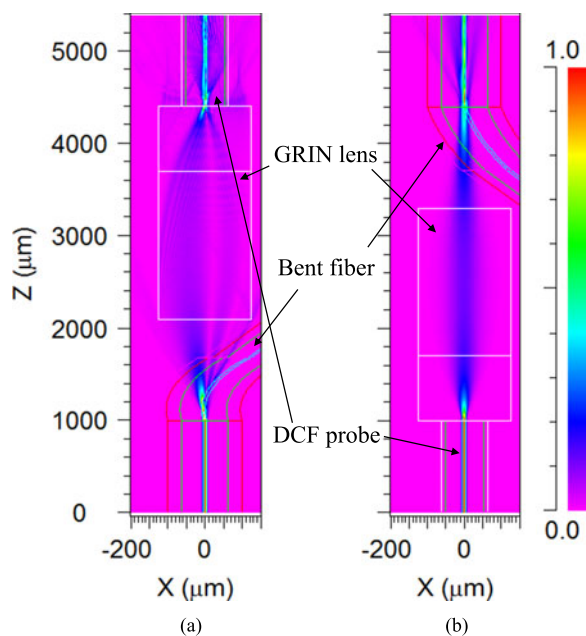 5000
4000
3000
2000
1000
0
Z (μm)
-200
0
X (μm)
(a)
GRIN lens
Bent fiber
DCF probe
-200
0
X (μm)
(b)
1.0
0.0